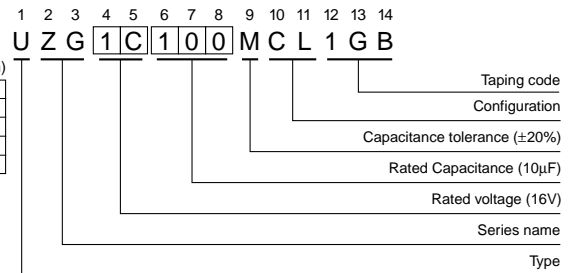 1 2 3 4 5 6 7 8 9 10 11 12 13 14
U Z G 1 C 1 0 0 M C L 1 G B
Taping code
Configuration
Capacitance tolerance (±20%)
Rated Capacitance (10µF)
Rated voltage (16V)
Series name
Type